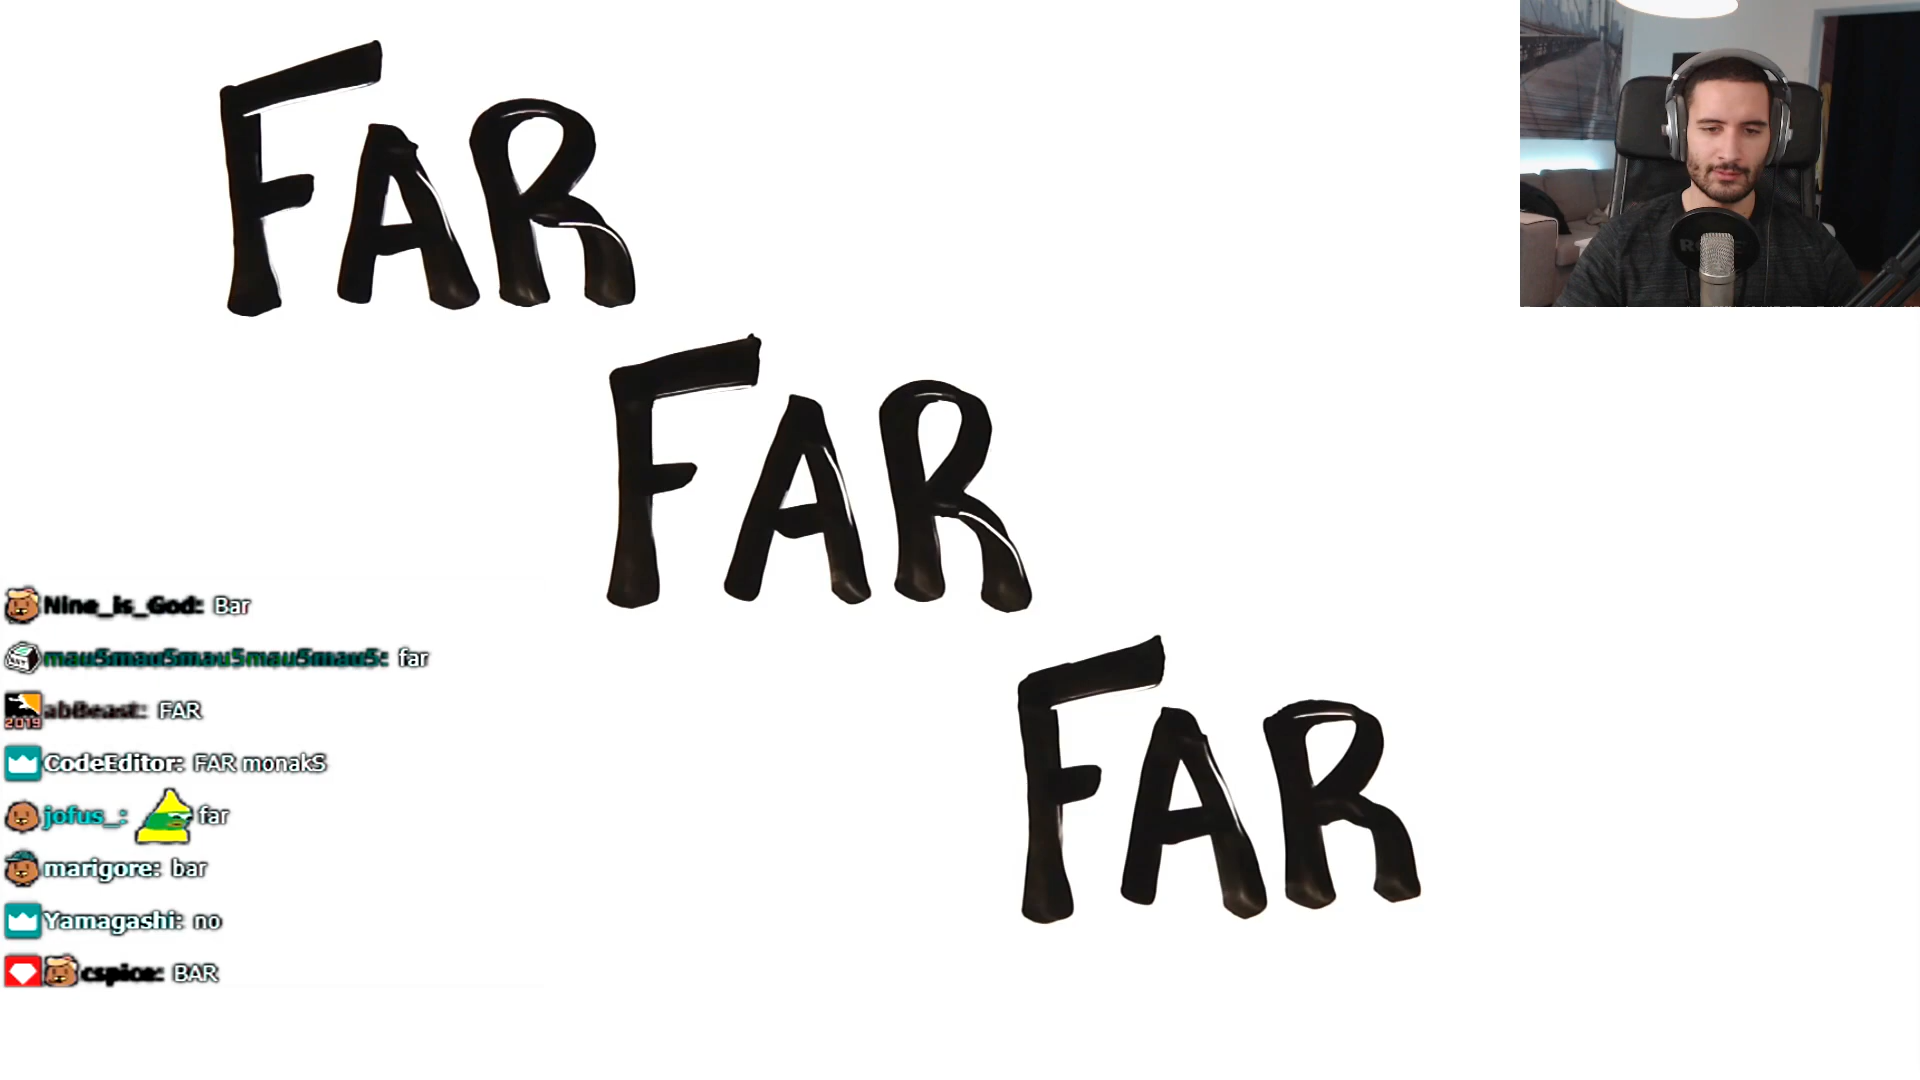 FAR
FAR
FAR
Nine_is_God: Bar
mau5mau5mau5mau5mau5: far
abBeast: FAR
CodeEditor: FAR monakS
jofus_: far
marigore: bar
Yamagashi: no
cspice: BAR
2019